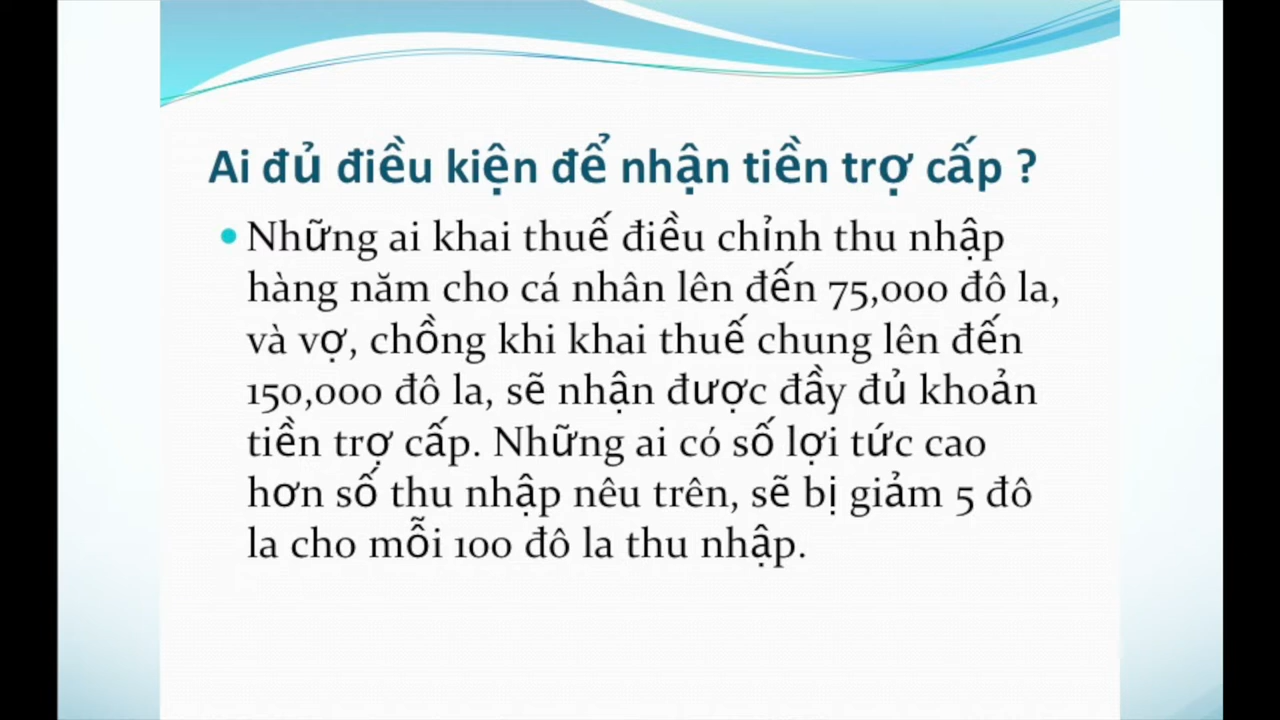 Ai đủ điều kiện để nhận tiền trợ cấp ?
• Những ai khai thuế điều chỉnh thu nhập
hàng năm cho cá nhân lên đến 75,000 đô la,
và vợ, chồng khi khai thuế chung lên đến
150,000 đô la, sẽ nhận được đầy đủ khoản
tiền trợ cấp. Những ai có số lợi tức cao
hơn số thu nhập nêu trên, sẽ bị giảm 5 đô
la cho mỗi 100 đô la thu nhập.